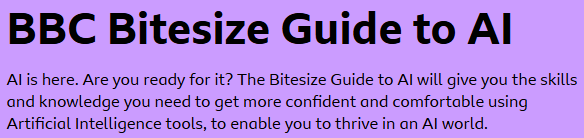 BBC Bitesize Guide to AI
AI is here. Are you ready for it? The Bitesize Guide to AI will give you the skills
and knowledge you need to get more confident and comfortable using
Artificial Intelligence tools, to enable you to thrive in an AI world.